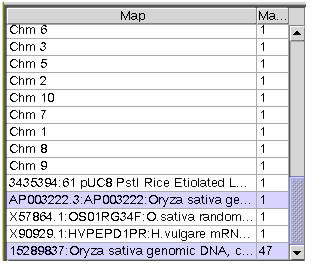 Map Ma...
Chm 6 1
Chm 3 1
Chm 5 1
Chm 2 1
Chm 10 1
Chm 7 1
Chm 1 1
Chm 8 1
Chm 9 1
3435394:61 pUC8 PstI Rice Etiolated L... 1
AP003222.3:AP003222:Oryza sativa ge... 1
X57864.1:OS01RG34F:O.sativa random... 1
X90929.1:HVPEPD1PR:H.vulgare mRN... 1
15289837:Oryza sativa genomic DNA, c... 47